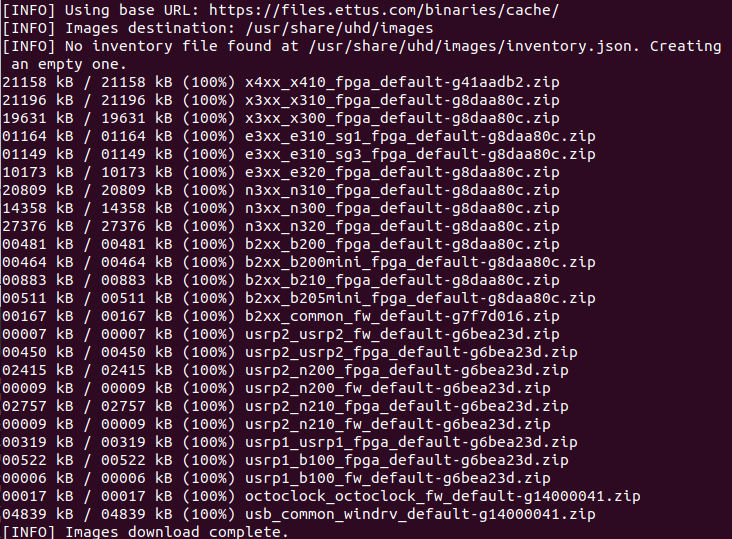 [INFO] Using base URL: https://files.ettus.com/binaries/cache/
[INFO] Images destination: /usr/share/uhd/images
[INFO] No inventory file found at /usr/share/uhd/images/inventory.json. Creating
 an empty one.
21158 kB / 21158 kB (100%) x4xx_x410_fpga_default-g41aadb2.zip
21196 kB / 21196 kB (100%) x3xx_x310_fpga_default-g8daa80c.zip
19631 kB / 19631 kB (100%) x3xx_x300_fpga_default-g8daa80c.zip
01164 kB / 01164 kB (100%) e3xx_e310_sg1_fpga_default-g8daa80c.zip
01149 kB / 01149 kB (100%) e3xx_e310_sg3_fpga_default-g8daa80c.zip
10173 kB / 10173 kB (100%) e3xx_e320_fpga_default-g8daa80c.zip
20809 kB / 20809 kB (100%) n3xx_n310_fpga_default-g8daa80c.zip
14358 kB / 14358 kB (100%) n3xx_n300_fpga_default-g8daa80c.zip
27376 kB / 27376 kB (100%) n3xx_n320_fpga_default-g8daa80c.zip
00481 kB / 00481 kB (100%) b2xx_b200_fpga_default-g8daa80c.zip
00464 kB / 00464 kB (100%) b2xx_b200mini_fpga_default-g8daa80c.zip
00883 kB / 00883 kB (100%) b2xx_b210_fpga_default-g8daa80c.zip
00511 kB / 00511 kB (100%) b2xx_b205mini_fpga_default-g8daa80c.zip
00167 kB / 00167 kB (100%) b2xx_common_fw_default-g7f7d016.zip
00007 kB / 00007 kB (100%) usrp2_usrp2_fw_default-g6bea23d.zip
00450 kB / 00450 kB (100%) usrp2_usrp2_fpga_default-g6bea23d.zip
02415 kB / 02415 kB (100%) usrp2_n200_fpga_default-g6bea23d.zip
00009 kB / 00009 kB (100%) usrp2_n200_fw_default-g6bea23d.zip
02757 kB / 02757 kB (100%) usrp2_n210_fpga_default-g6bea23d.zip
00009 kB / 00009 kB (100%) usrp2_n210_fw_default-g6bea23d.zip
00319 kB / 00319 kB (100%) usrp1_usrp1_fpga_default-g6bea23d.zip
00522 kB / 00522 kB (100%) usrp1_b100_fpga_default-g6bea23d.zip
00006 kB / 00006 kB (100%) usrp1_b100_fw_default-g6bea23d.zip
00017 kB / 00017 kB (100%) octoclock_octoclock_fw_default-g14000041.zip
04839 kB / 04839 kB (100%) usb_common_windrv_default-g14000041.zip
[INFO] Images download complete.